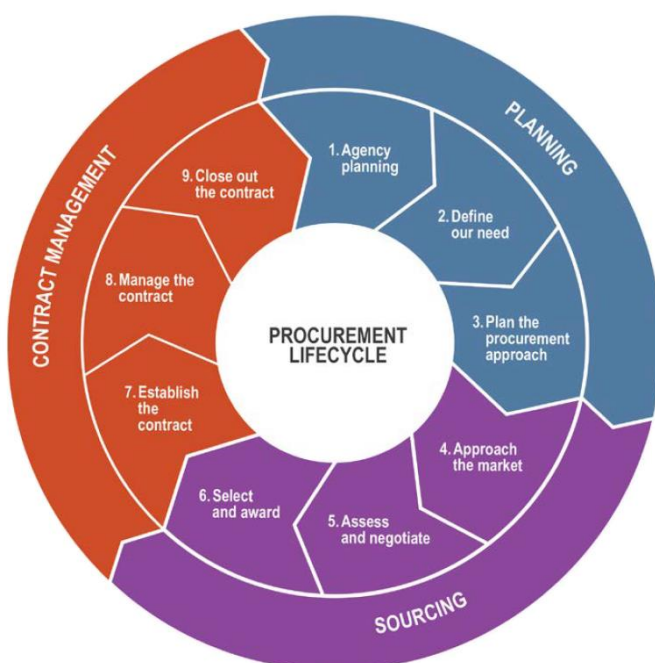 PROCUREMENT
LIFECYCLE
PLANNING
1. Agency
planning
2. Define
our need
3. Plan the
procurement
approach
SOURCING
4. Approach
the market
5. Assess
and negotiate
6. Select
and award
CONTRACT MANAGEMENT
7. Establish
the
contract
8. Manage the
contract
9. Close out
the contract